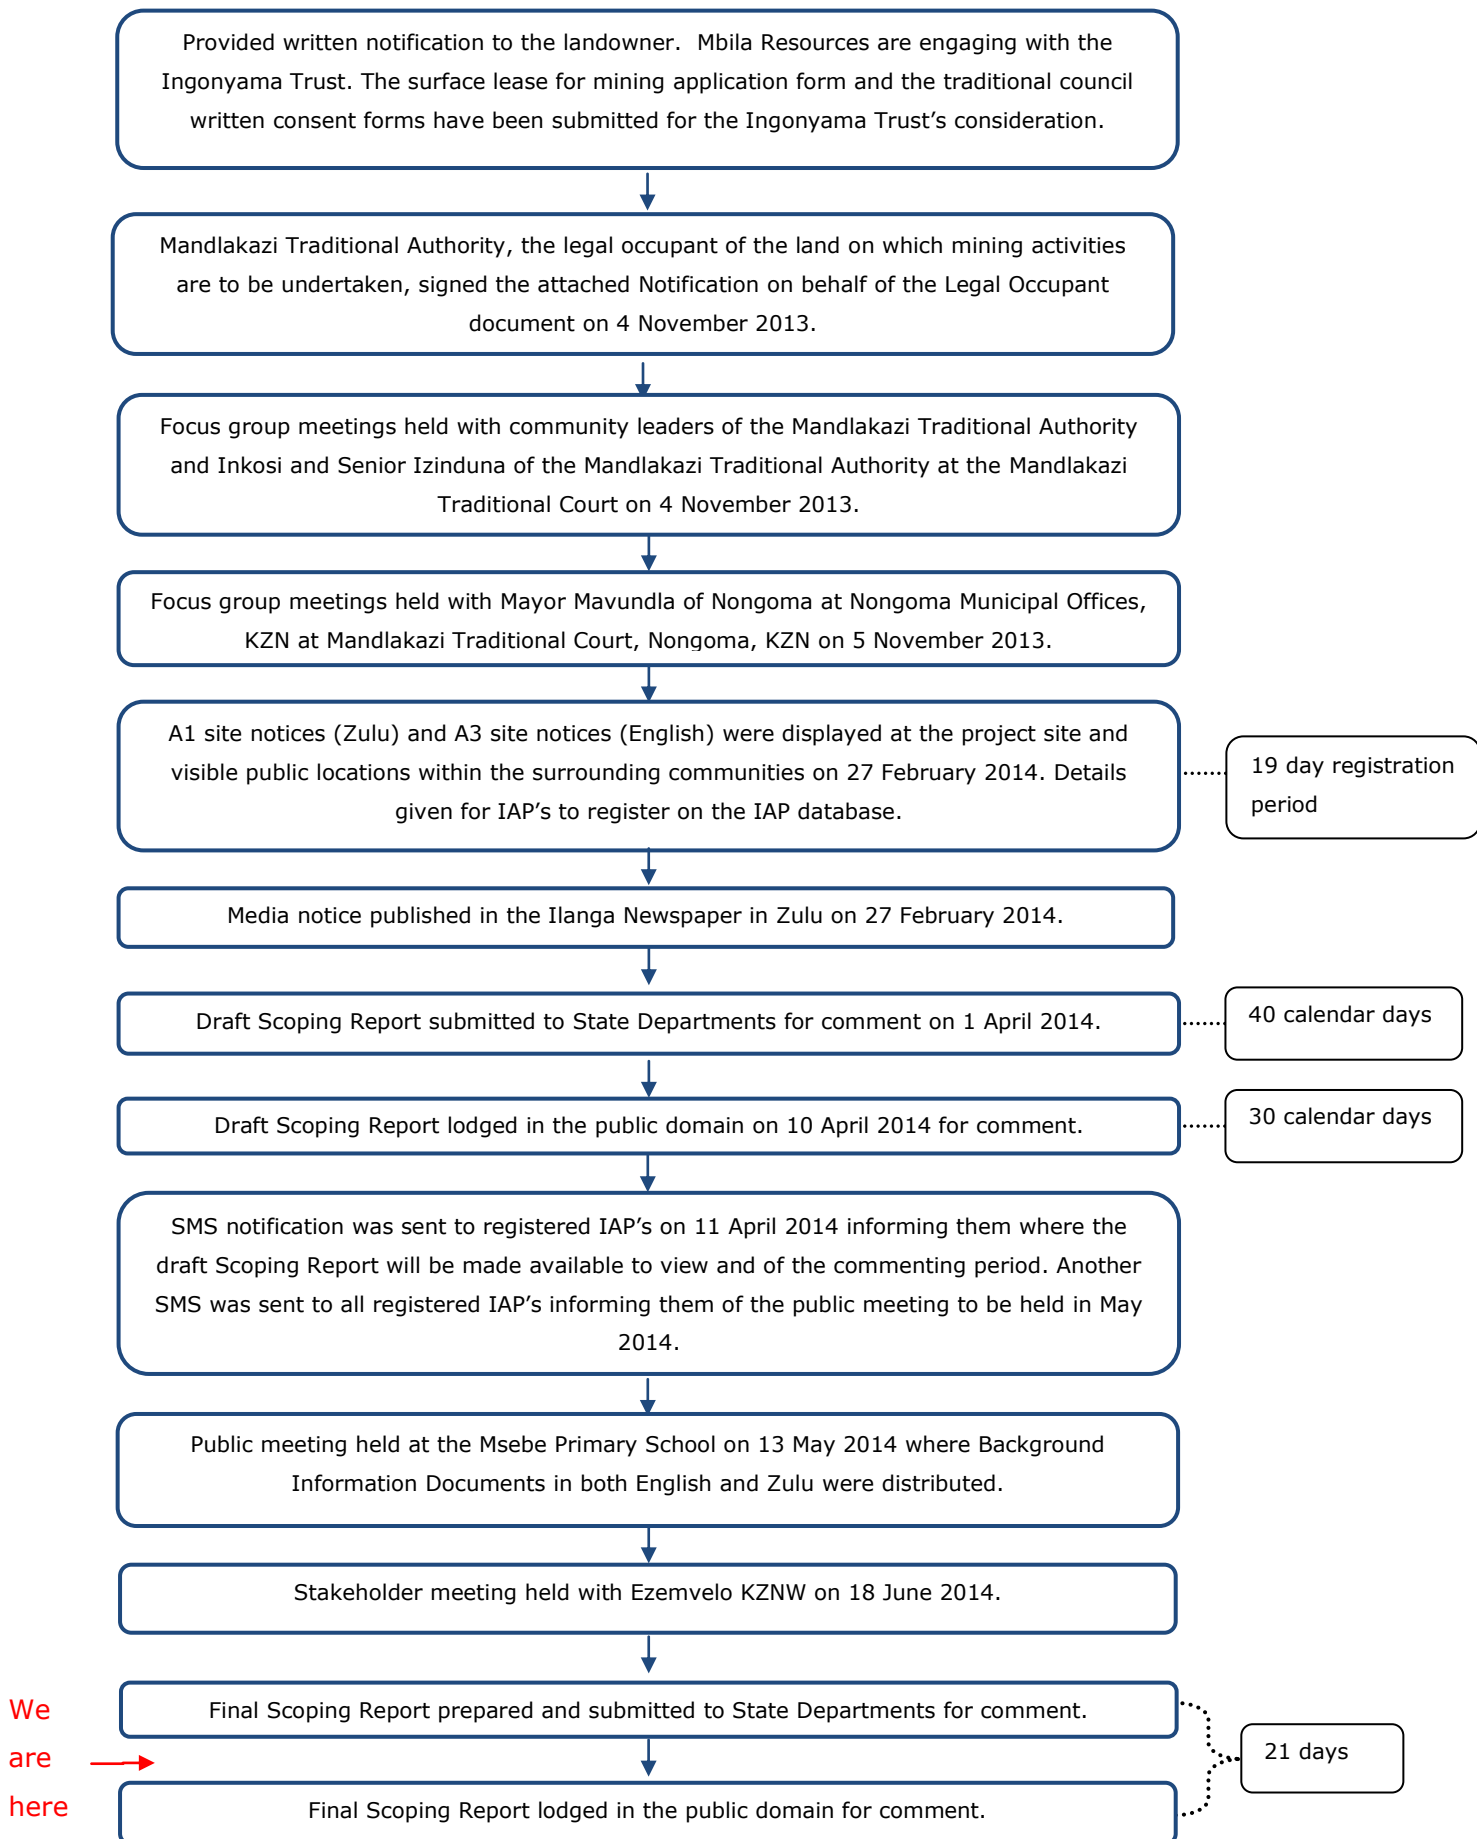 Provided written notification to the landowner.  Mbila Resources are engaging with the
Ingonyama Trust. The surface lease for mining application form and the traditional council
written consent forms have been submitted for the Ingonyama Trust’s consideration.
Mandlakazi Traditional Authority, the legal occupant of the land on which mining activities
are to be undertaken, signed the attached Notification on behalf of the Legal Occupant
document on 4 November 2013.
Focus group meetings held with community leaders of the Mandlakazi Traditional Authority
and Inkosi and Senior Izinduna of the Mandlakazi Traditional Authority at the Mandlakazi
Traditional Court on 4 November 2013.
Focus group meetings held with Mayor Mavundla of Nongoma at Nongoma Municipal Offices,
KZN at Mandlakazi Traditional Court, Nongoma, KZN on 5 November 2013.
A1 site notices (Zulu) and A3 site notices (English) were displayed at the project site and
visible public locations within the surrounding communities on 27 February 2014. Details
given for IAP’s to register on the IAP database.
19 day registration
period
Media notice published in the Ilanga Newspaper in Zulu on 27 February 2014.
Draft Scoping Report submitted to State Departments for comment on 1 April 2014.
40 calendar days
Draft Scoping Report lodged in the public domain on 10 April 2014 for comment.
30 calendar days
SMS notification was sent to registered IAP’s on 11 April 2014 informing them where the
draft Scoping Report will be made available to view and of the commenting period. Another
SMS was sent to all registered IAP’s informing them of the public meeting to be held in May
2014.
Public meeting held at the Msebe Primary School on 13 May 2014 where Background
Information Documents in both English and Zulu were distributed.
Stakeholder meeting held with Ezemvelo KZNW on 18 June 2014.
Final Scoping Report prepared and submitted to State Departments for comment.
We
are
here
21 days
Final Scoping Report lodged in the public domain for comment.